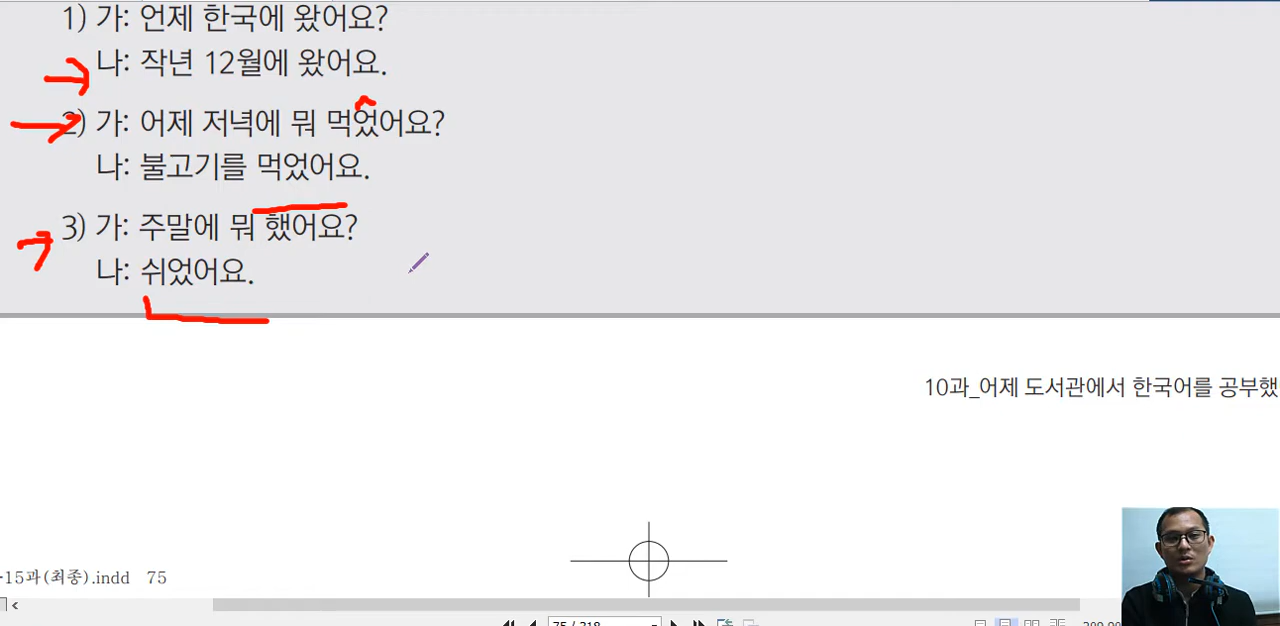 1) 가: 언제 한국에 왔어요?
나: 작년 12월에 왔어요.
2) 가: 어제 저녁에 뭐 먹었어요?
나: 불고기를 먹었어요.
3) 가: 주말에 뭐 했어요?
나: 쉬었어요.
10과_어제 도서관에서 한국어를 공부했
-15과(최종).indd 75
75 / 218